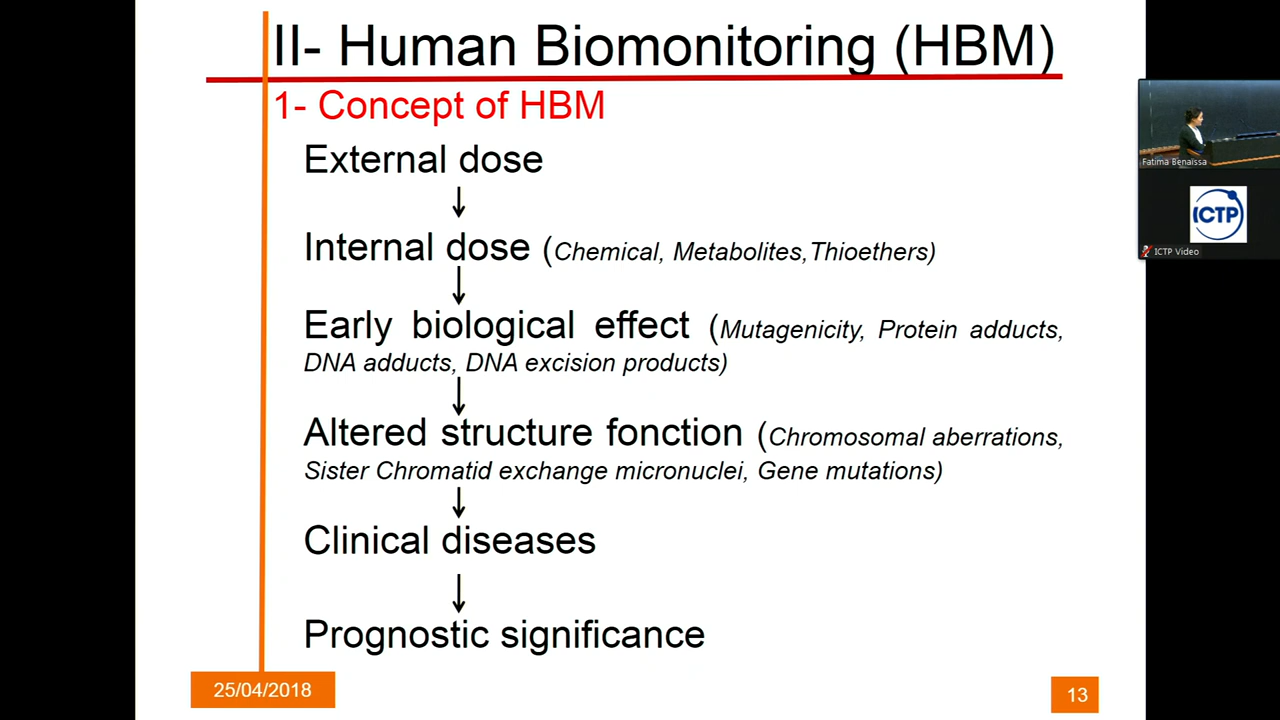 II- Human Biomonitoring (HBM)
1- Concept of HBM
External dose
Internal dose (Chemical, Metabolites,Thioethers)
Early biological effect (Mutagenicity, Protein adducts,
DNA adducts, DNA excision products)
Altered structure fonction (Chromosomal aberrations,
Sister Chromatid exchange micronuclei, Gene mutations)
Clinical diseases
Prognostic significance
25/04/2018
13
Fatima Benaissa
ICTP
ICTP Video